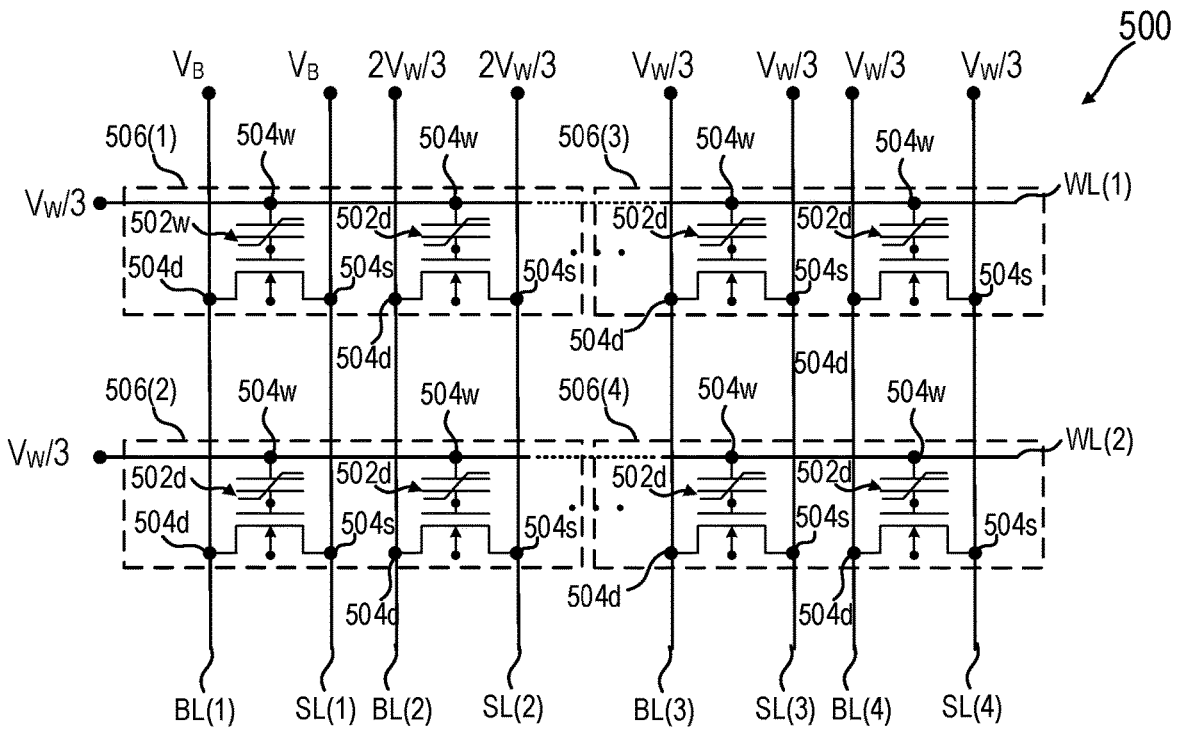 500
V_B V_B 2V_W/3 2V_W/3 V_W/3 V_W/3 V_W/3 V_W/3
506(1) 504w 504w 506(3) 504w 504w
V_W/3 WL(1)
502w 502d 502d 502d
504d 504s 504s 504s 504s
504d 504d 504d
506(2) 504w 504w 506(4) 504w 504w
V_W/3 WL(2)
502d 502d 502d 502d
504d 504s 504s 504s 504s
504d 504d 504d
BL(1) SL(1) BL(2) SL(2) BL(3) SL(3) BL(4) SL(4)